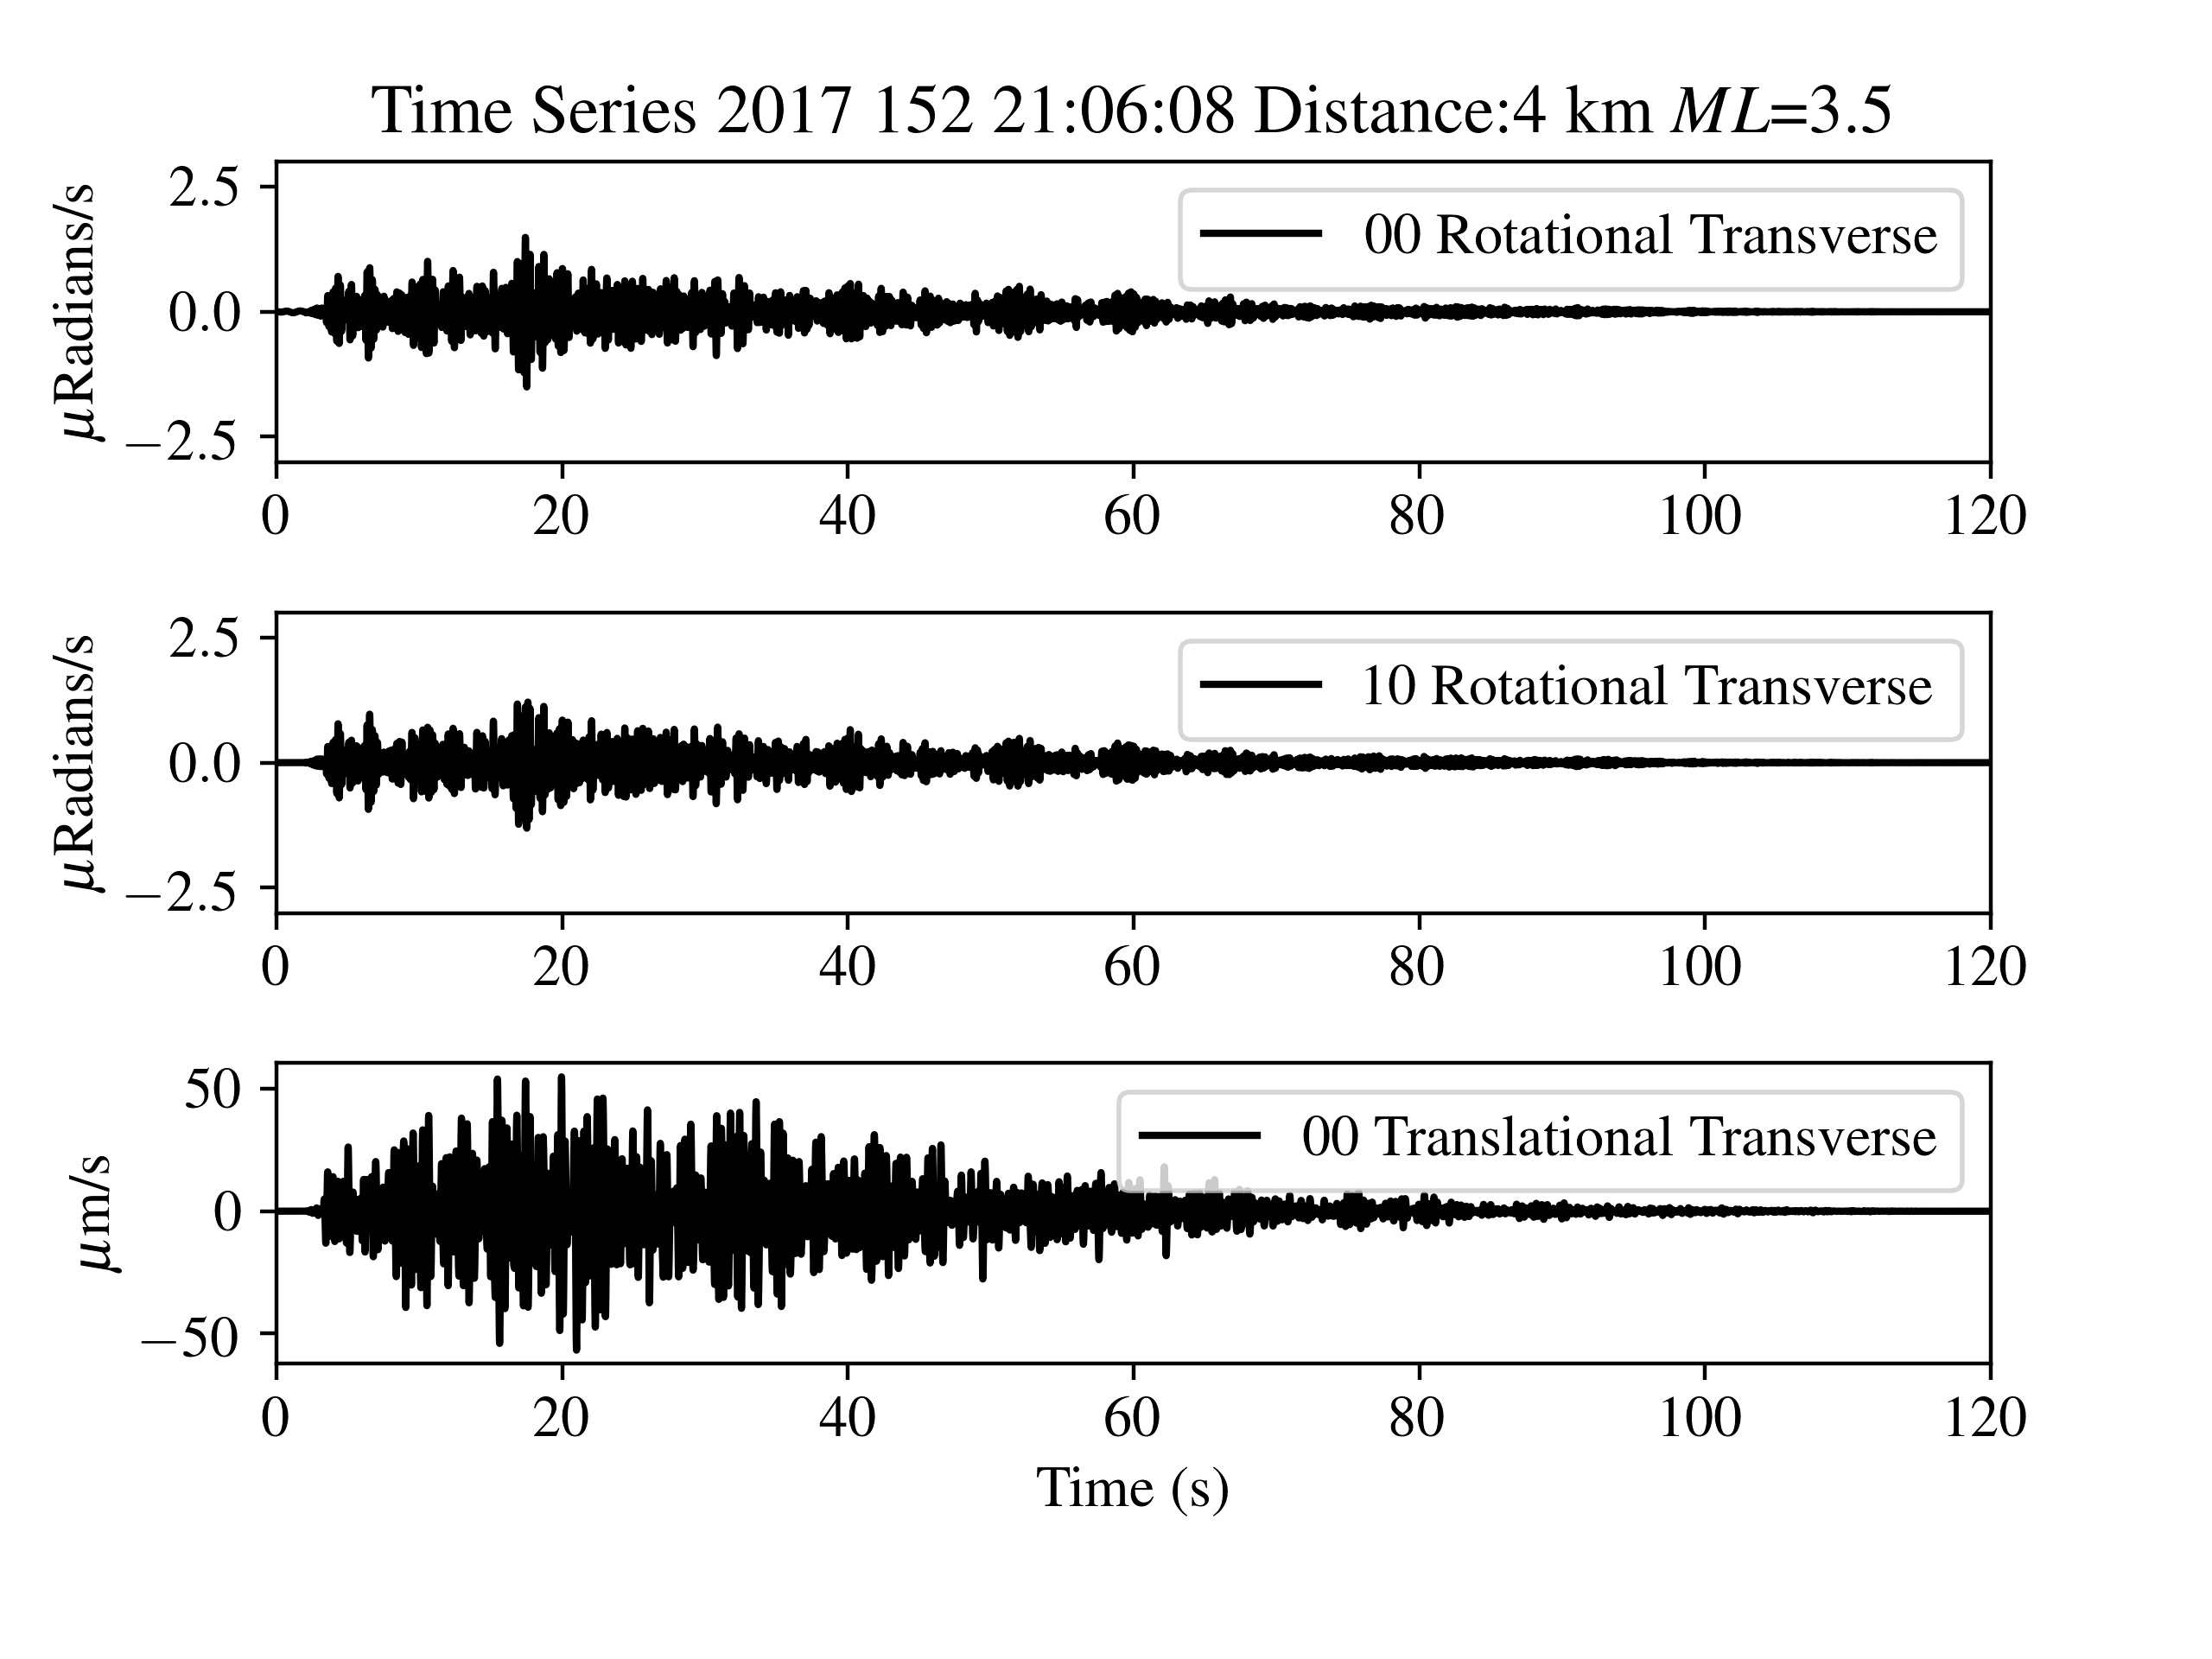 Time Series 2017 152 21:06:08 Distance:4 km ML=3.5
μRadians/s
2.5
0.0
−2.5
00 Rotational Transverse
0 20 40 60 80 100 120
μRadians/s
2.5
0.0
−2.5
10 Rotational Transverse
0 20 40 60 80 100 120
μm/s
50
0
−50
00 Translational Transverse
0 20 40 60 80 100 120
Time (s)